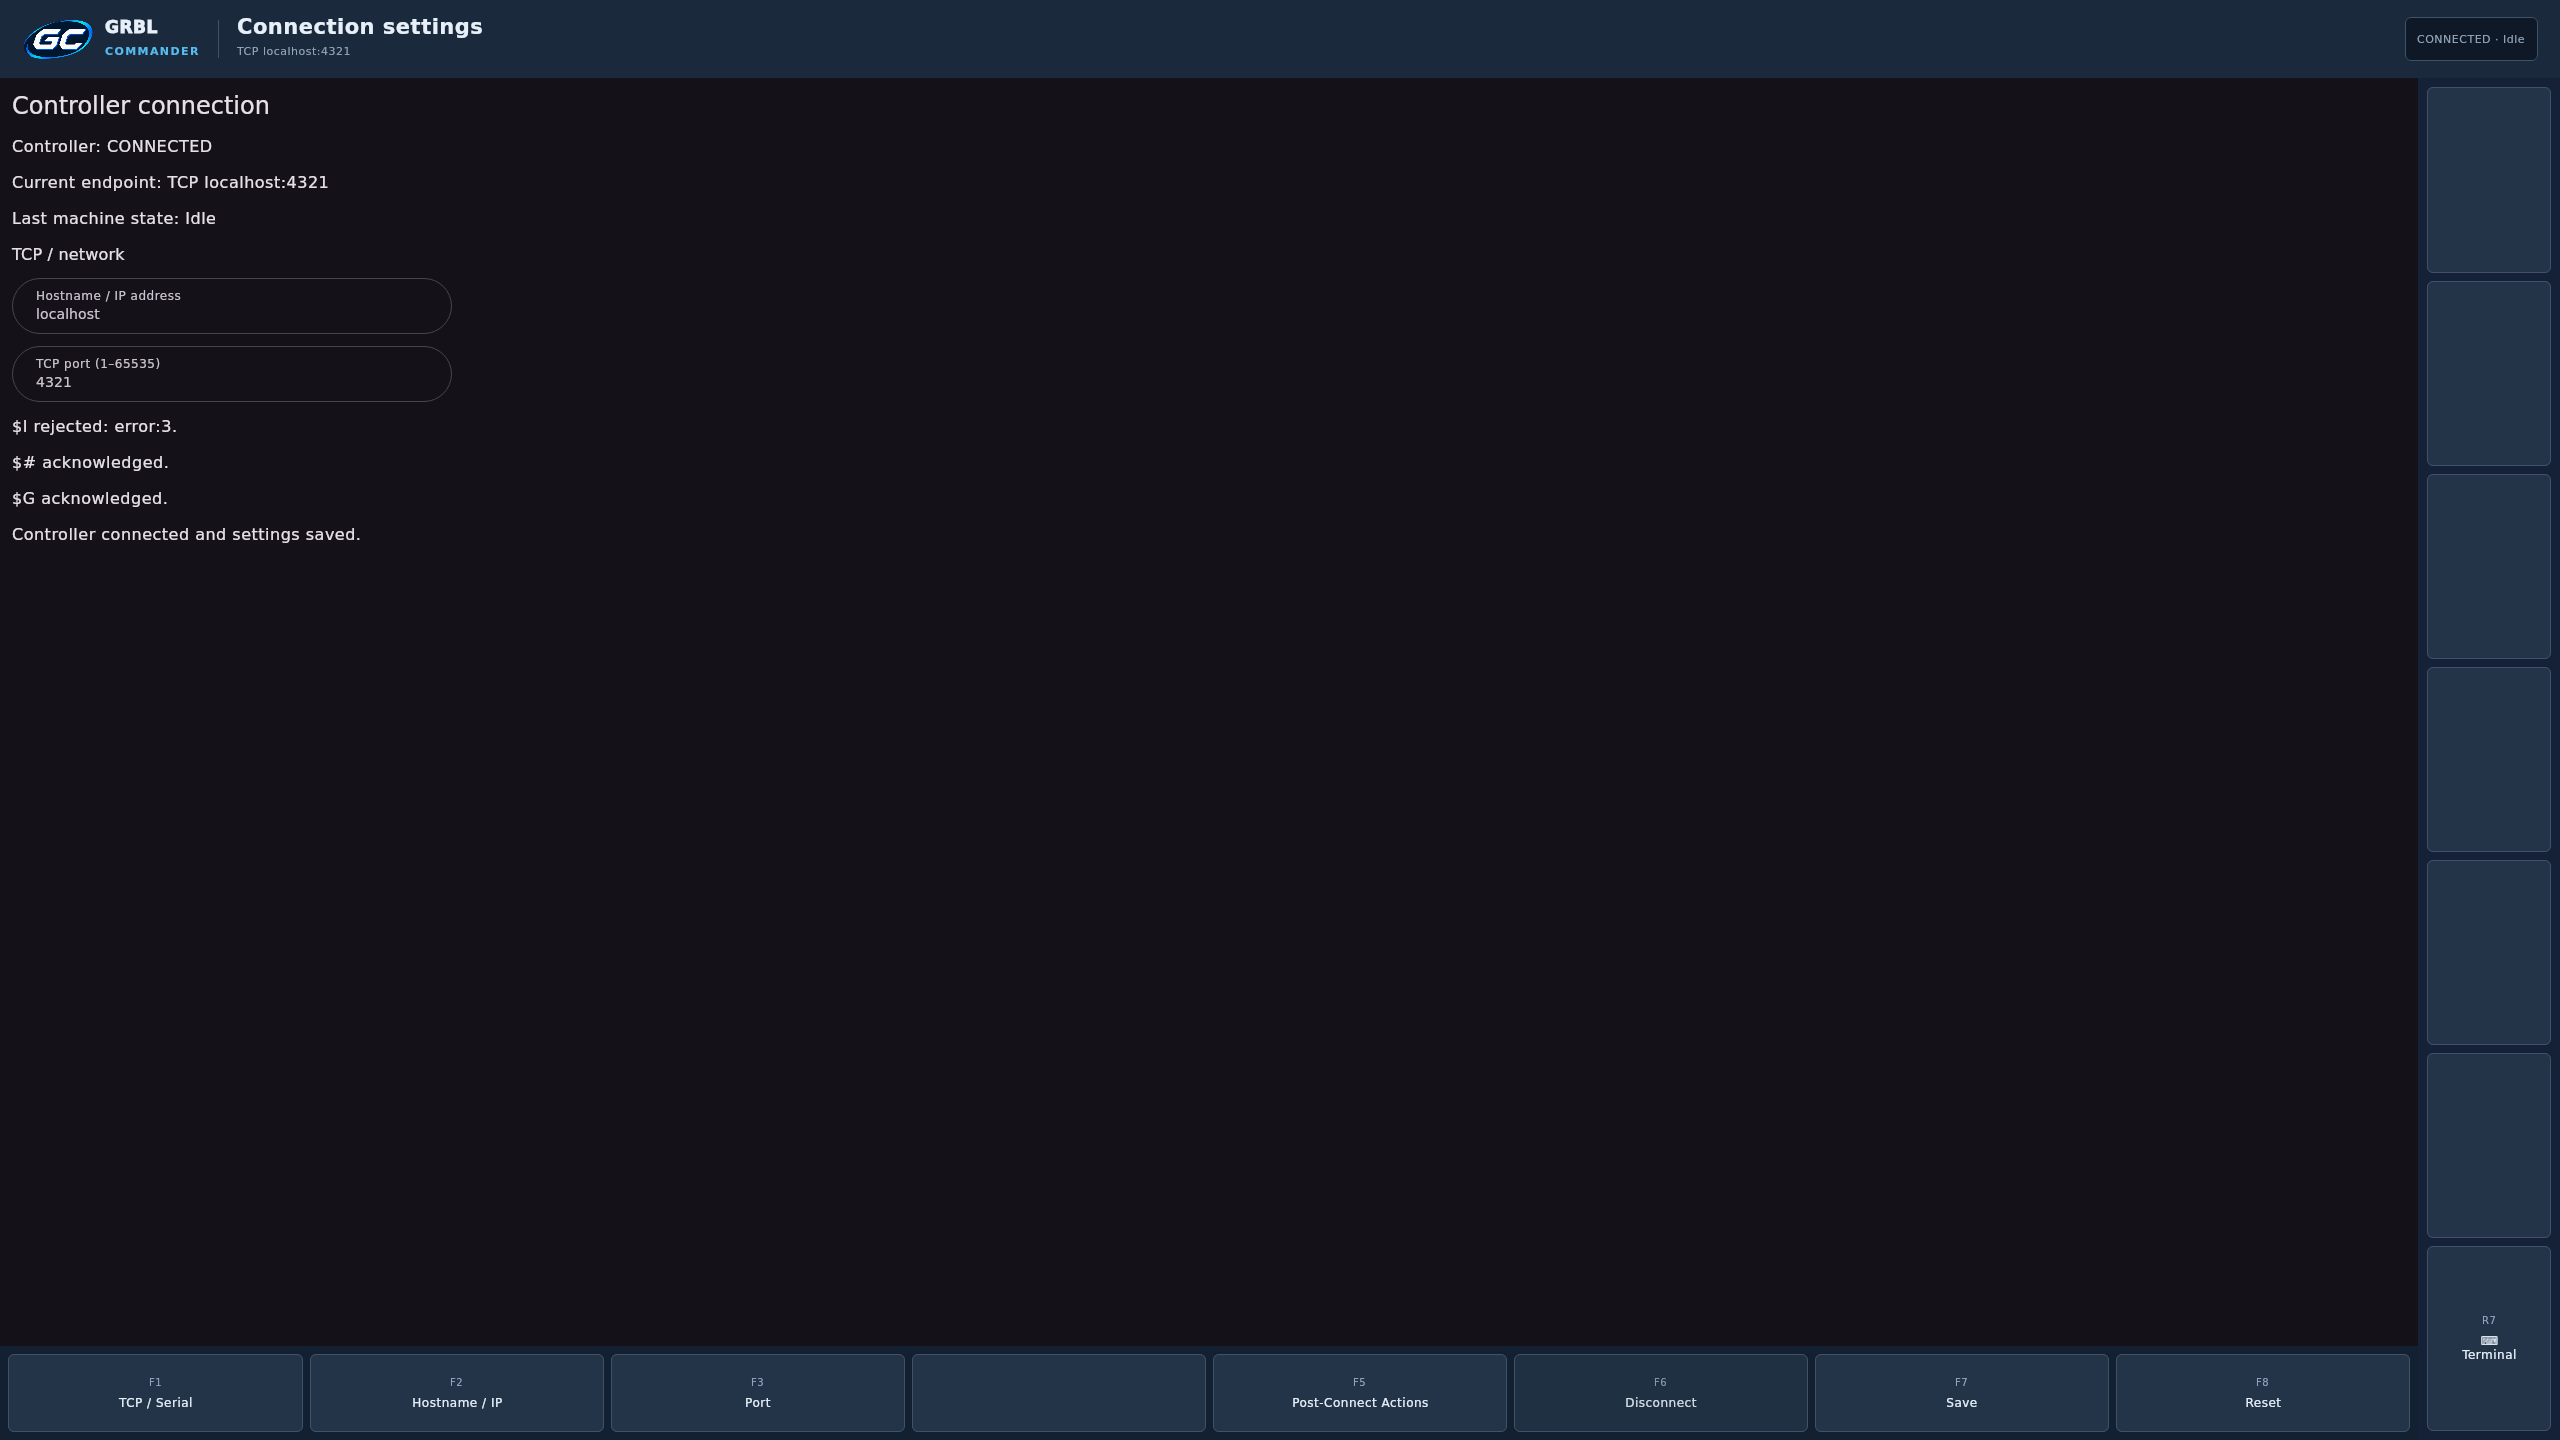 GC
GRBL
COMMANDER
Connection settings
TCP localhost:4321
CONNECTED · Idle
Controller connection
Controller: CONNECTED
Current endpoint: TCP localhost:4321
Last machine state: Idle
TCP / network
Hostname / IP address
localhost
TCP port (1–65535)
4321
$I rejected: error:3.
$# acknowledged.
$G acknowledged.
Controller connected and settings saved.
R7
Terminal
F1
TCP / Serial
F2
Hostname / IP
F3
Port
F5
Post-Connect Actions
F6
Disconnect
F7
Save
F8
Reset